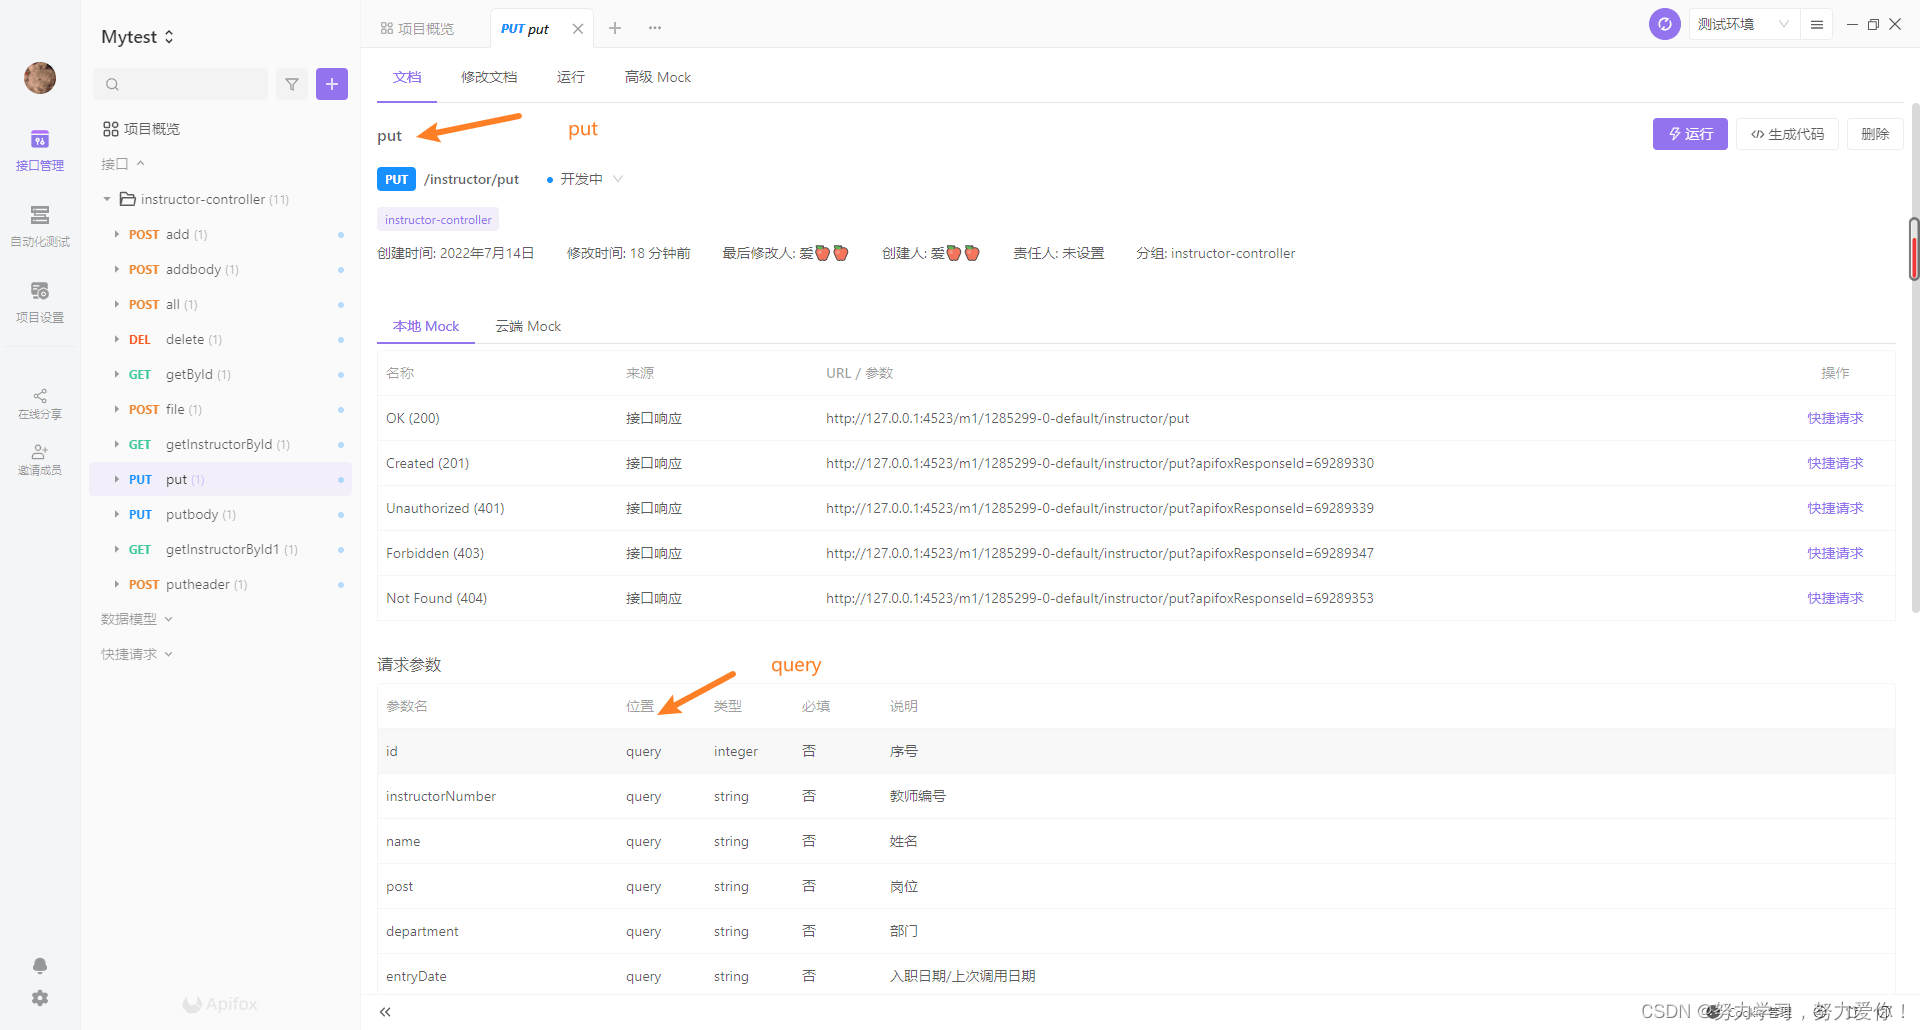 Mytest
项目概览
PUT put
测试环境
接口管理
自动化测试
项目设置
在线分享
邀请成员
项目概览
接口
instructor-controller (11)
POST add (1)
POST addbody (1)
POST all (1)
DEL delete (1)
GET getById (1)
POST file (1)
GET getInstructorById (1)
PUT put (1)
PUT putbody (1)
GET getInstructorById1 (1)
POST putheader (1)
数据模型
快捷请求
Apifox
文档 修改文档 运行 高级 Mock
put
put
运行 生成代码 删除
PUT /instructor/put 开发中
instructor-controller
创建时间: 2022年7月14日 修改时间: 18 分钟前 最后修改人: 爱🍎🍎 创建人: 爱🍎🍎 责任人: 未设置 分组: instructor-controller
本地 Mock 云端 Mock
名称 来源 URL / 参数 操作
OK (200) 接口响应 http://127.0.0.1:4523/m1/1285299-0-default/instructor/put 快捷请求
Created (201) 接口响应 http://127.0.0.1:4523/m1/1285299-0-default/instructor/put?apifoxResponseId=69289330 快捷请求
Unauthorized (401) 接口响应 http://127.0.0.1:4523/m1/1285299-0-default/instructor/put?apifoxResponseId=69289339 快捷请求
Forbidden (403) 接口响应 http://127.0.0.1:4523/m1/1285299-0-default/instructor/put?apifoxResponseId=69289347 快捷请求
Not Found (404) 接口响应 http://127.0.0.1:4523/m1/1285299-0-default/instructor/put?apifoxResponseId=69289353 快捷请求
请求参数
query
参数名 位置 类型 必填 说明
id query integer 否 序号
instructorNumber query string 否 教师编号
name query string 否 姓名
post query string 否 岗位
department query string 否 部门
entryDate query string 否 入职日期/上次调用日期
CSDN @努力学习，努力爱你！